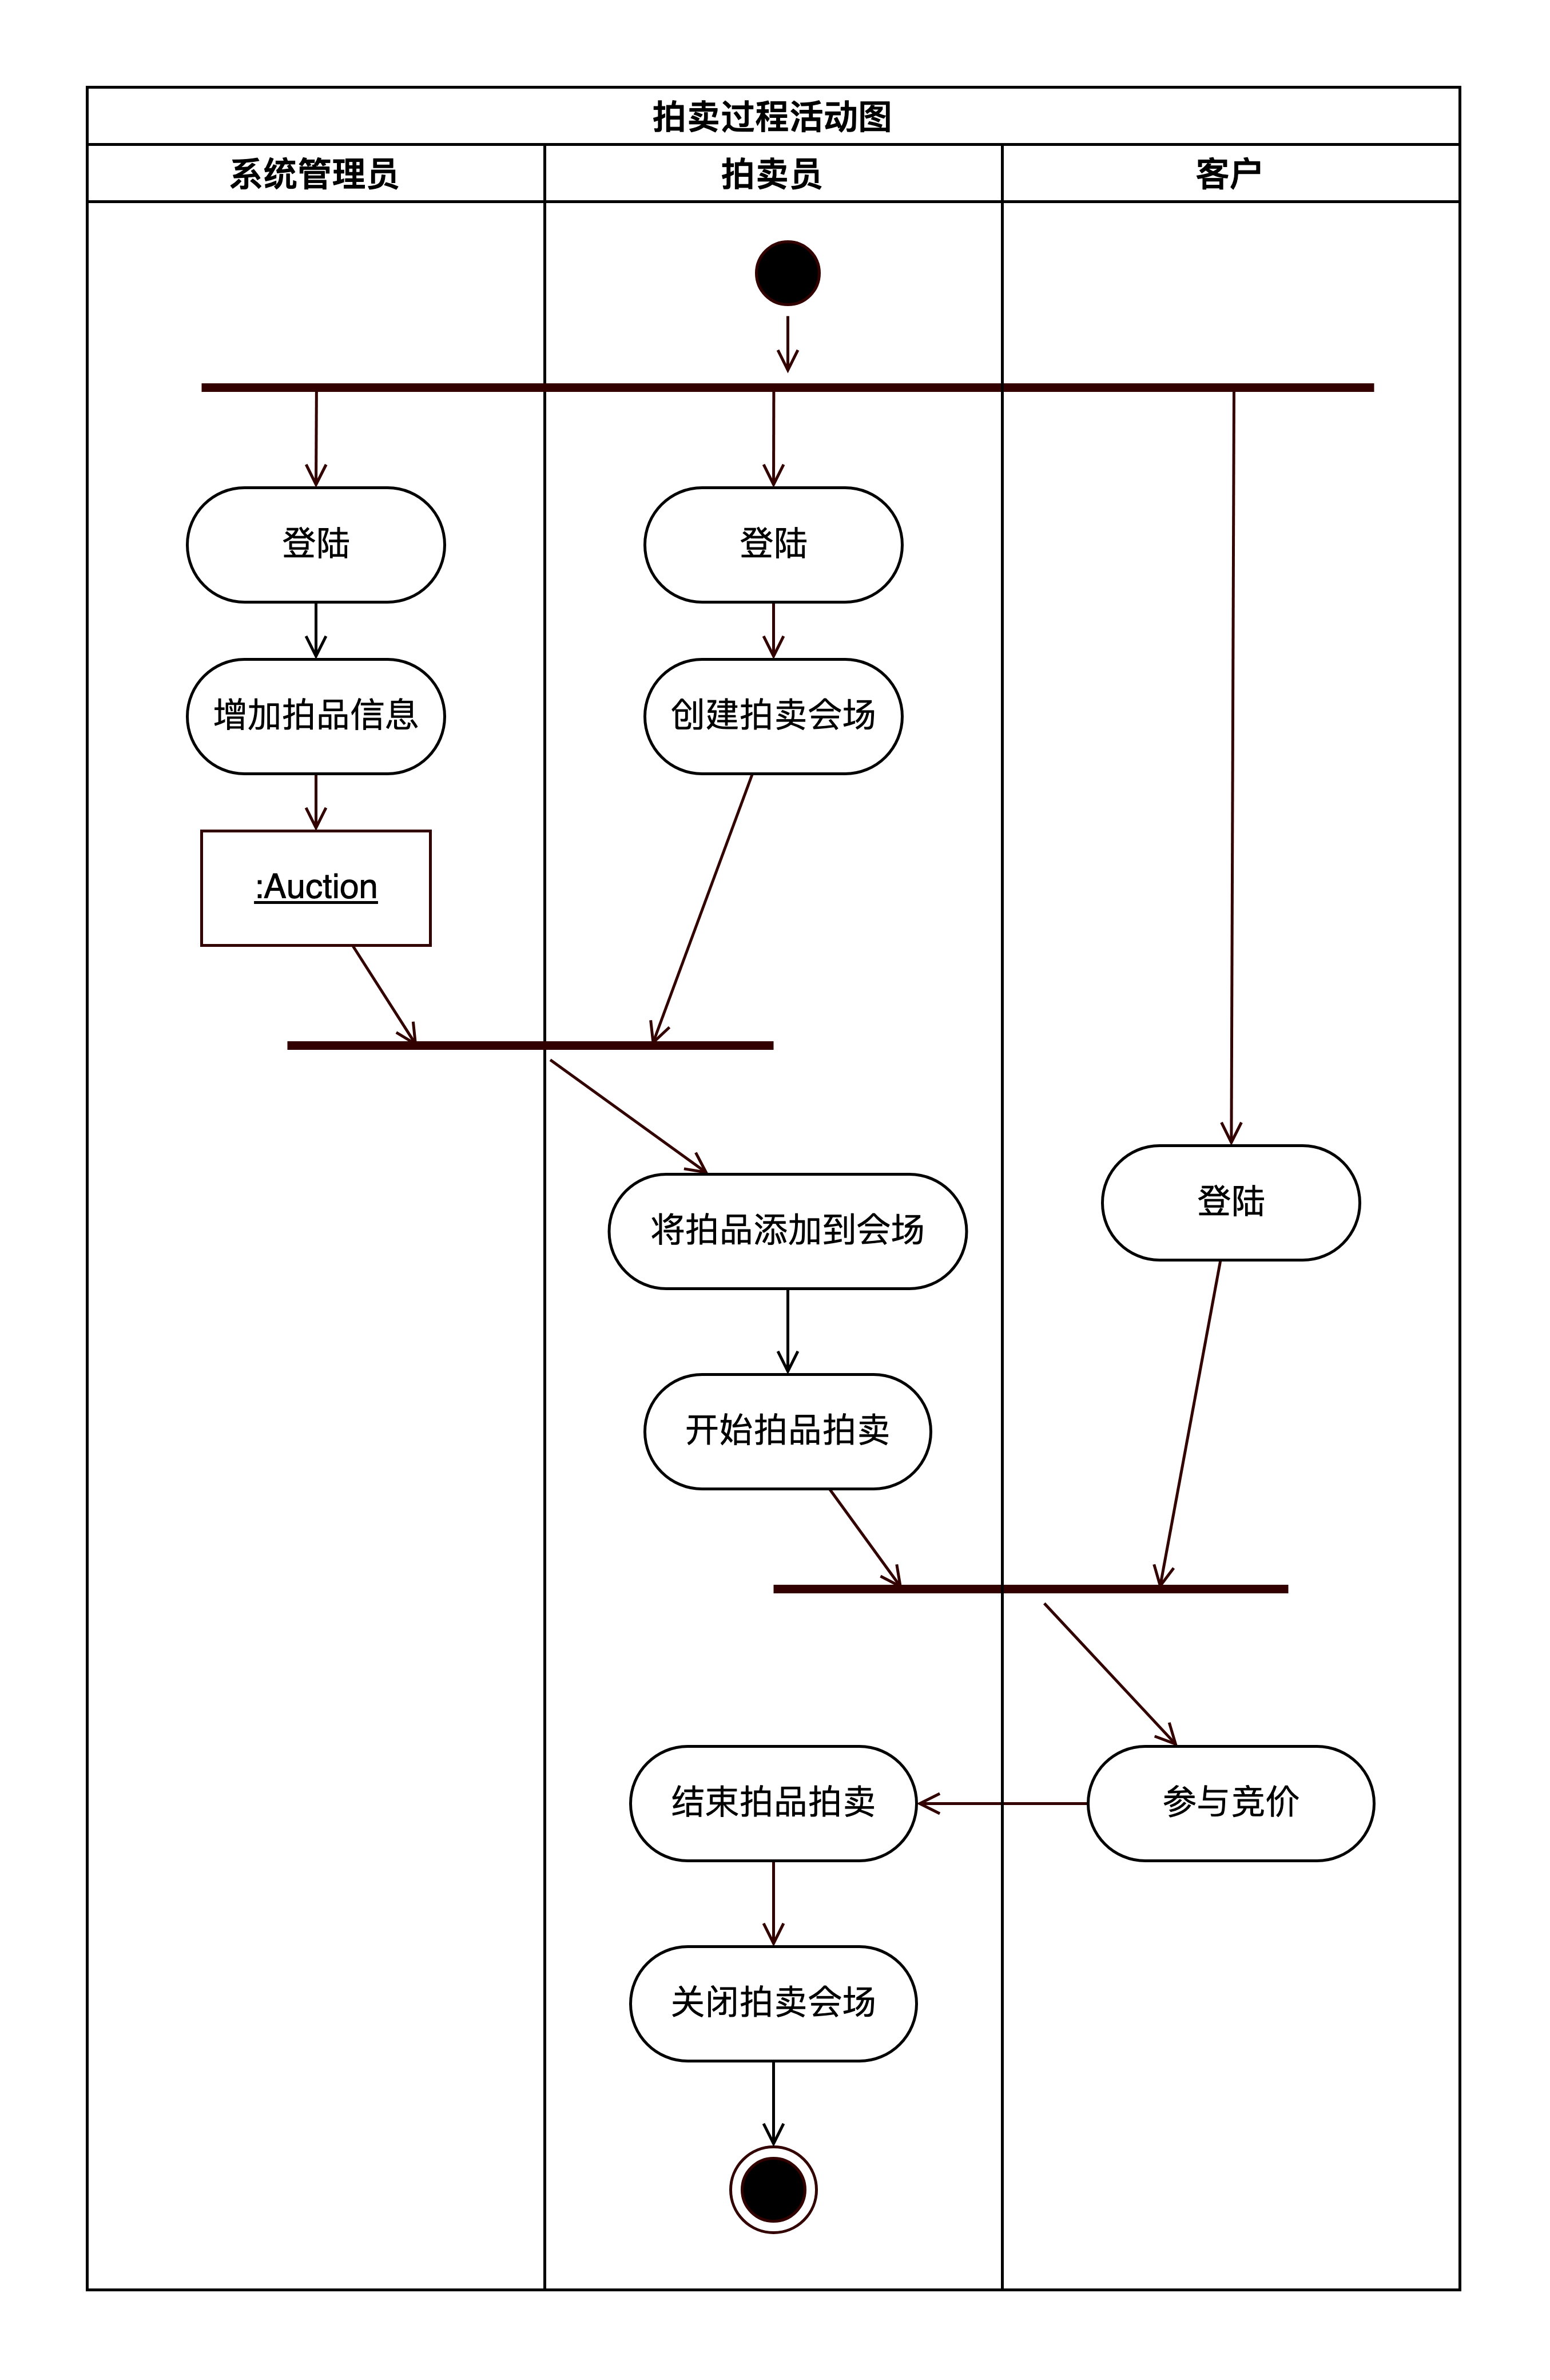 拍卖过程活动图
系统管理员
拍卖员
客户
登陆
登陆
增加拍品信息
创建拍卖会场
:Auction
登陆
将拍品添加到会场
开始拍品拍卖
结束拍品拍卖
参与竞价
关闭拍卖会场